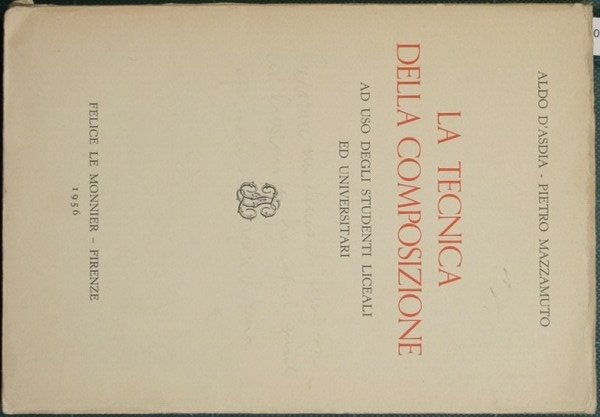 ALDO D'ASDIA - PIETRO MAZZAMUTO
LA TECNICA
DELLA COMPOSIZIONE
AD USO DEGLI STUDENTI LICEALI
ED UNIVERSITARI
FELICE LE MONNIER - FIRENZE
1956